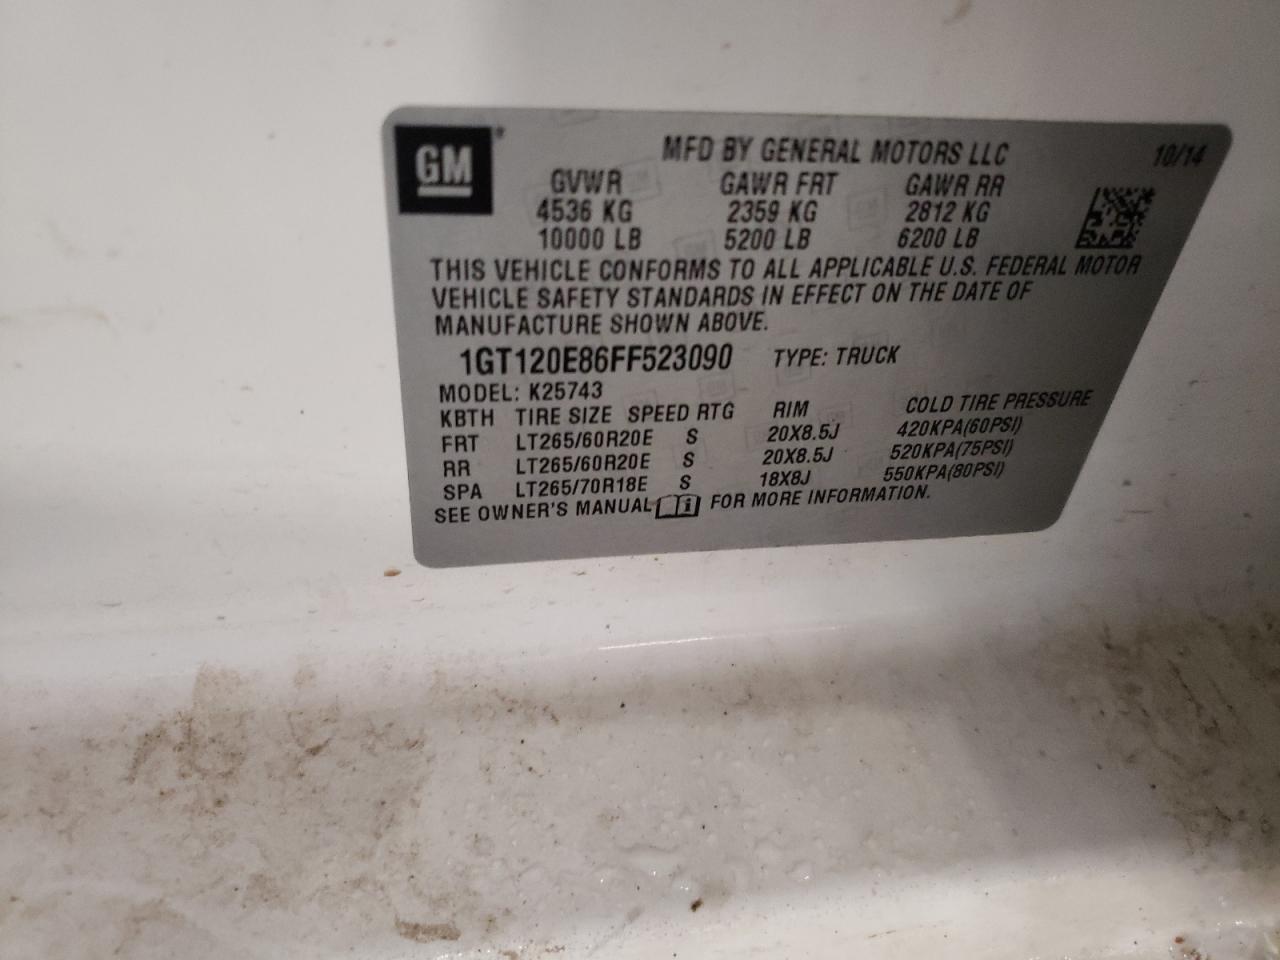 GM
MFD BY GENERAL MOTORS LLC 10/14
GVWR GAWR FRT GAWR RR
4536 KG 2359 KG 2812 KG
10000 LB 5200 LB 6200 LB
THIS VEHICLE CONFORMS TO ALL APPLICABLE U.S. FEDERAL MOTOR
VEHICLE SAFETY STANDARDS IN EFFECT ON THE DATE OF
MANUFACTURE SHOWN ABOVE.
1GT120E86FF523090 TYPE: TRUCK
MODEL: K25743
KBTH TIRE SIZE SPEED RTG RIM COLD TIRE PRESSURE
FRT LT265/60R20E S 20X8.5J 420KPA(60PSI)
RR LT265/60R20E S 20X8.5J 520KPA(75PSI)
SPA LT265/70R18E S 18X8J 550KPA(80PSI)
SEE OWNER'S MANUAL i FOR MORE INFORMATION.